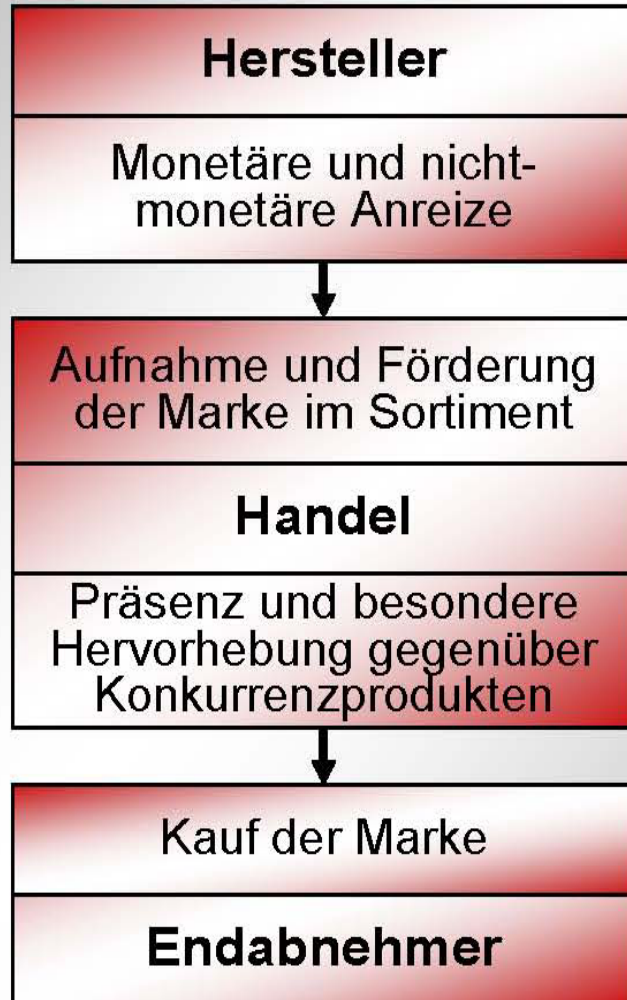 Hersteller
Monetäre und nicht-
monetäre Anreize
Aufnahme und Förderung
der Marke im Sortiment
Handel
Präsenz und besondere
Hervorhebung gegenüber
Konkurrenzprodukten
Kauf der Marke
Endabnehmer